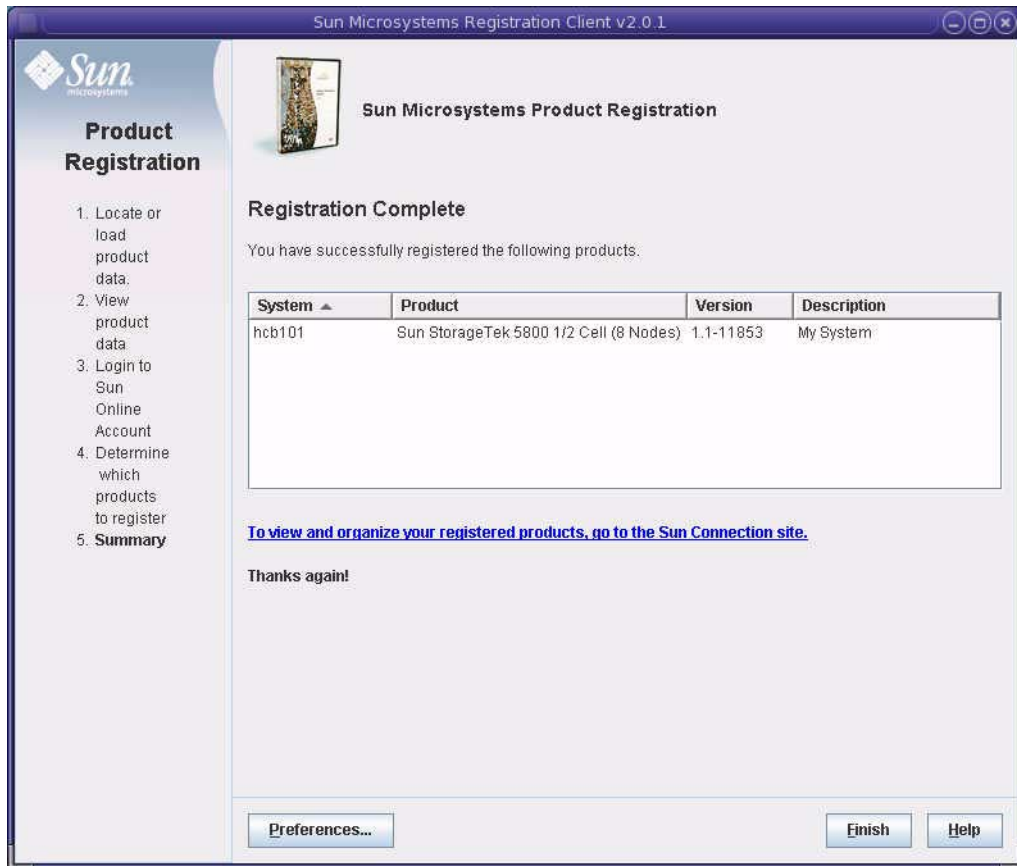 Sun Microsystems Registration Client v2.0.1
Sun
microsystems
Product
Registration
1. Locate or
load
product
data.
2. View
product
data
3. Login to
Sun
Online
Account
4. Determine
which
products
to register
5. Summary
Sun Microsystems Product Registration
Registration Complete
You have successfully registered the following products.
System Product Version Description
hcb101 Sun StorageTek 5800 1/2 Cell (8 Nodes) 1.1-11853 My System
To view and organize your registered products, go to the Sun Connection site.
Thanks again!
Preferences... Finish Help